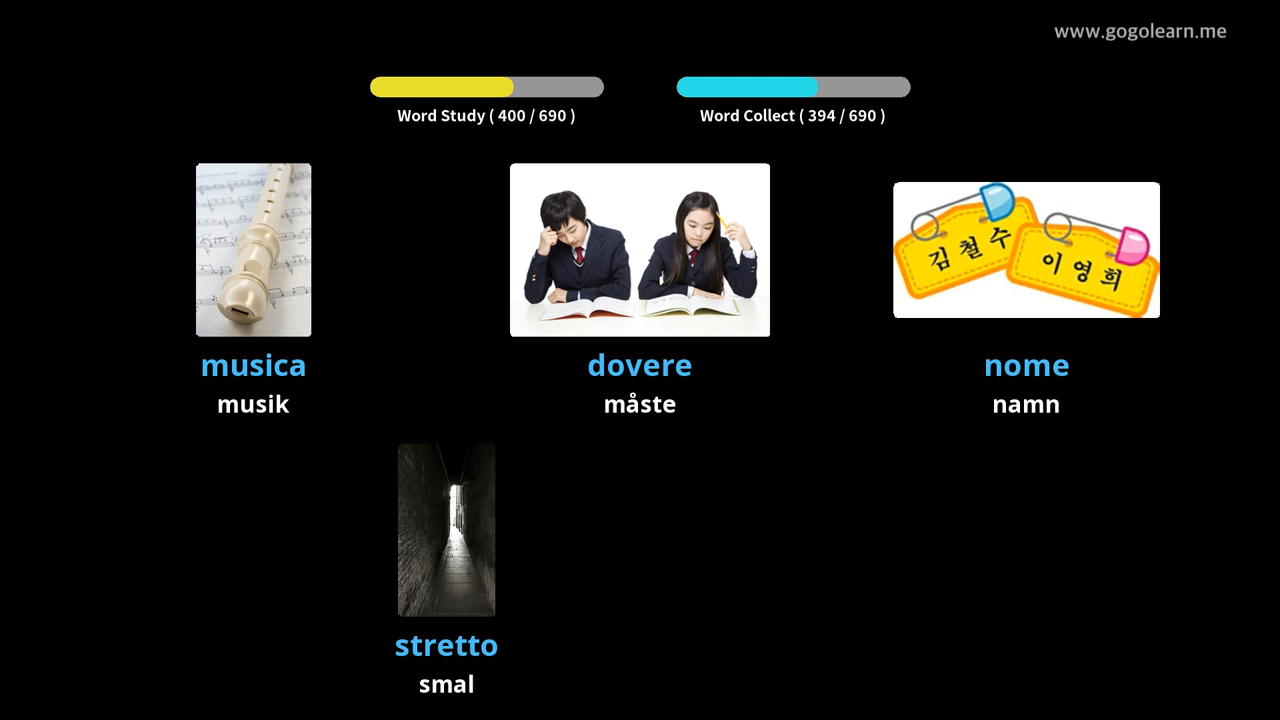 www.gogolearn.me
Word Study ( 400 / 690 )
Word Collect ( 394 / 690 )
김철수
이영희
musica
musik
dovere
måste
nome
namn
stretto
smal